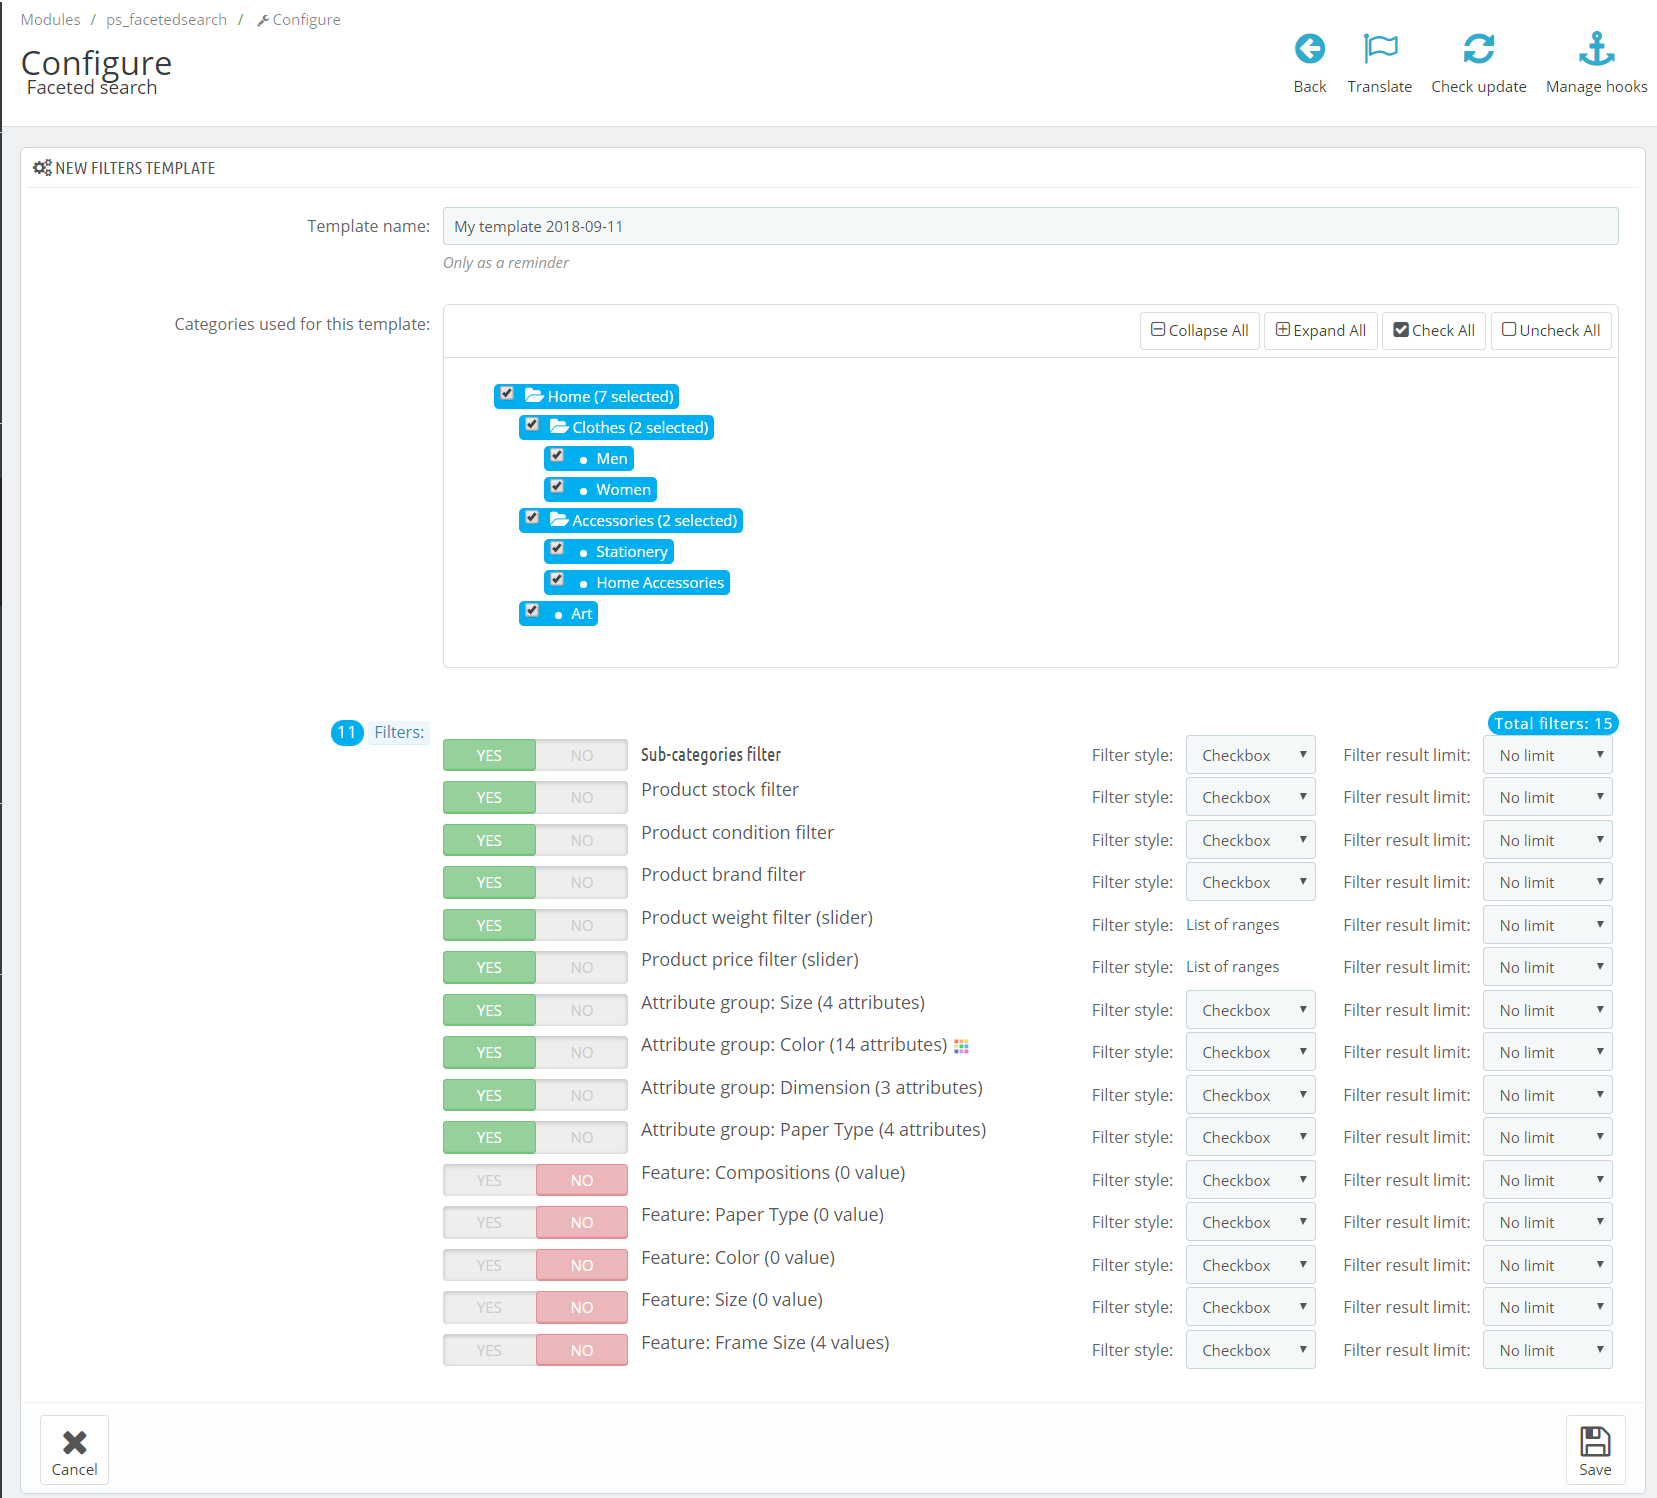 Modules / ps_facetedsearch / Configure
Configure
Faceted search
Back
Translate
Check update
Manage hooks
NEW FILTERS TEMPLATE
Template name: My template 2018-09-11
Only as a reminder
Categories used for this template:
Collapse All Expand All Check All Uncheck All
Home (7 selected)
Clothes (2 selected)
Men
Women
Accessories (2 selected)
Stationery
Home Accessories
Art
11 Filters: Total filters: 15
YES NO Sub-categories filter Filter style: Checkbox Filter result limit: No limit
YES NO Product stock filter Filter style: Checkbox Filter result limit: No limit
YES NO Product condition filter Filter style: Checkbox Filter result limit: No limit
YES NO Product brand filter Filter style: Checkbox Filter result limit: No limit
YES NO Product weight filter (slider) Filter style: List of ranges Filter result limit: No limit
YES NO Product price filter (slider) Filter style: List of ranges Filter result limit: No limit
YES NO Attribute group: Size (4 attributes) Filter style: Checkbox Filter result limit: No limit
YES NO Attribute group: Color (14 attributes) Filter style: Checkbox Filter result limit: No limit
YES NO Attribute group: Dimension (3 attributes) Filter style: Checkbox Filter result limit: No limit
YES NO Attribute group: Paper Type (4 attributes) Filter style: Checkbox Filter result limit: No limit
YES NO Feature: Compositions (0 value) Filter style: Checkbox Filter result limit: No limit
YES NO Feature: Paper Type (0 value) Filter style: Checkbox Filter result limit: No limit
YES NO Feature: Color (0 value) Filter style: Checkbox Filter result limit: No limit
YES NO Feature: Size (0 value) Filter style: Checkbox Filter result limit: No limit
YES NO Feature: Frame Size (4 values) Filter style: Checkbox Filter result limit: No limit
Cancel
Save